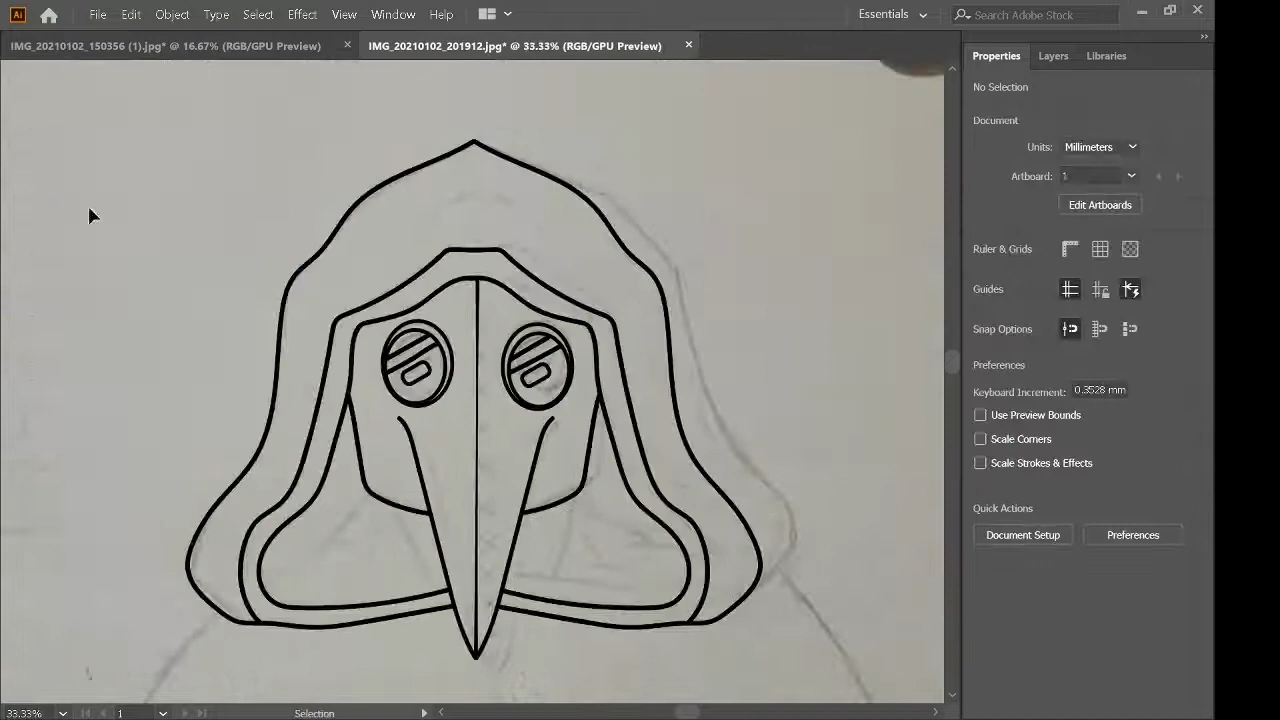 Ai File Edit Object Type Select Effect View Window Help Essentials Search Adobe Stock
IMG_20210102_150356 (1).jpg* @ 16.67% (RGB/GPU Preview) IMG_20210102_201912.jpg* @ 33.33% (RGB/GPU Preview)
Properties Layers Libraries
No Selection
Document
Units: Millimeters
Artboard: 1
Edit Artboards
Ruler & Grids
Guides
Snap Options
Preferences
Keyboard Increment: 0.3528 mm
Use Preview Bounds
Scale Corners
Scale Strokes & Effects
Quick Actions
Document Setup Preferences
33.33% 1 Selection